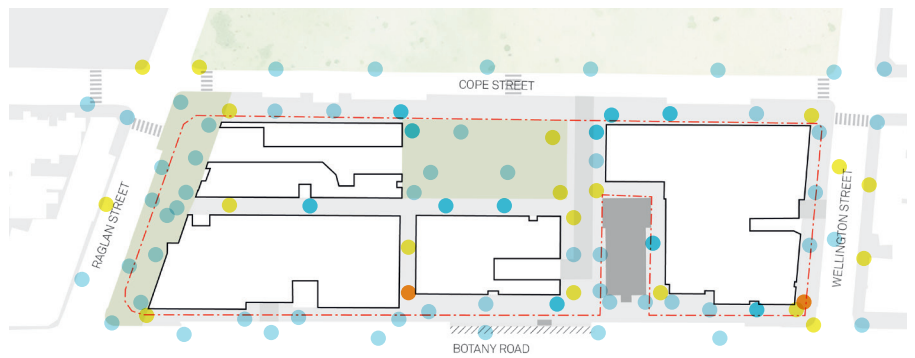 COPE STREET
RAGLAN STREET
WELLINGTON STREET
BOTANY ROAD